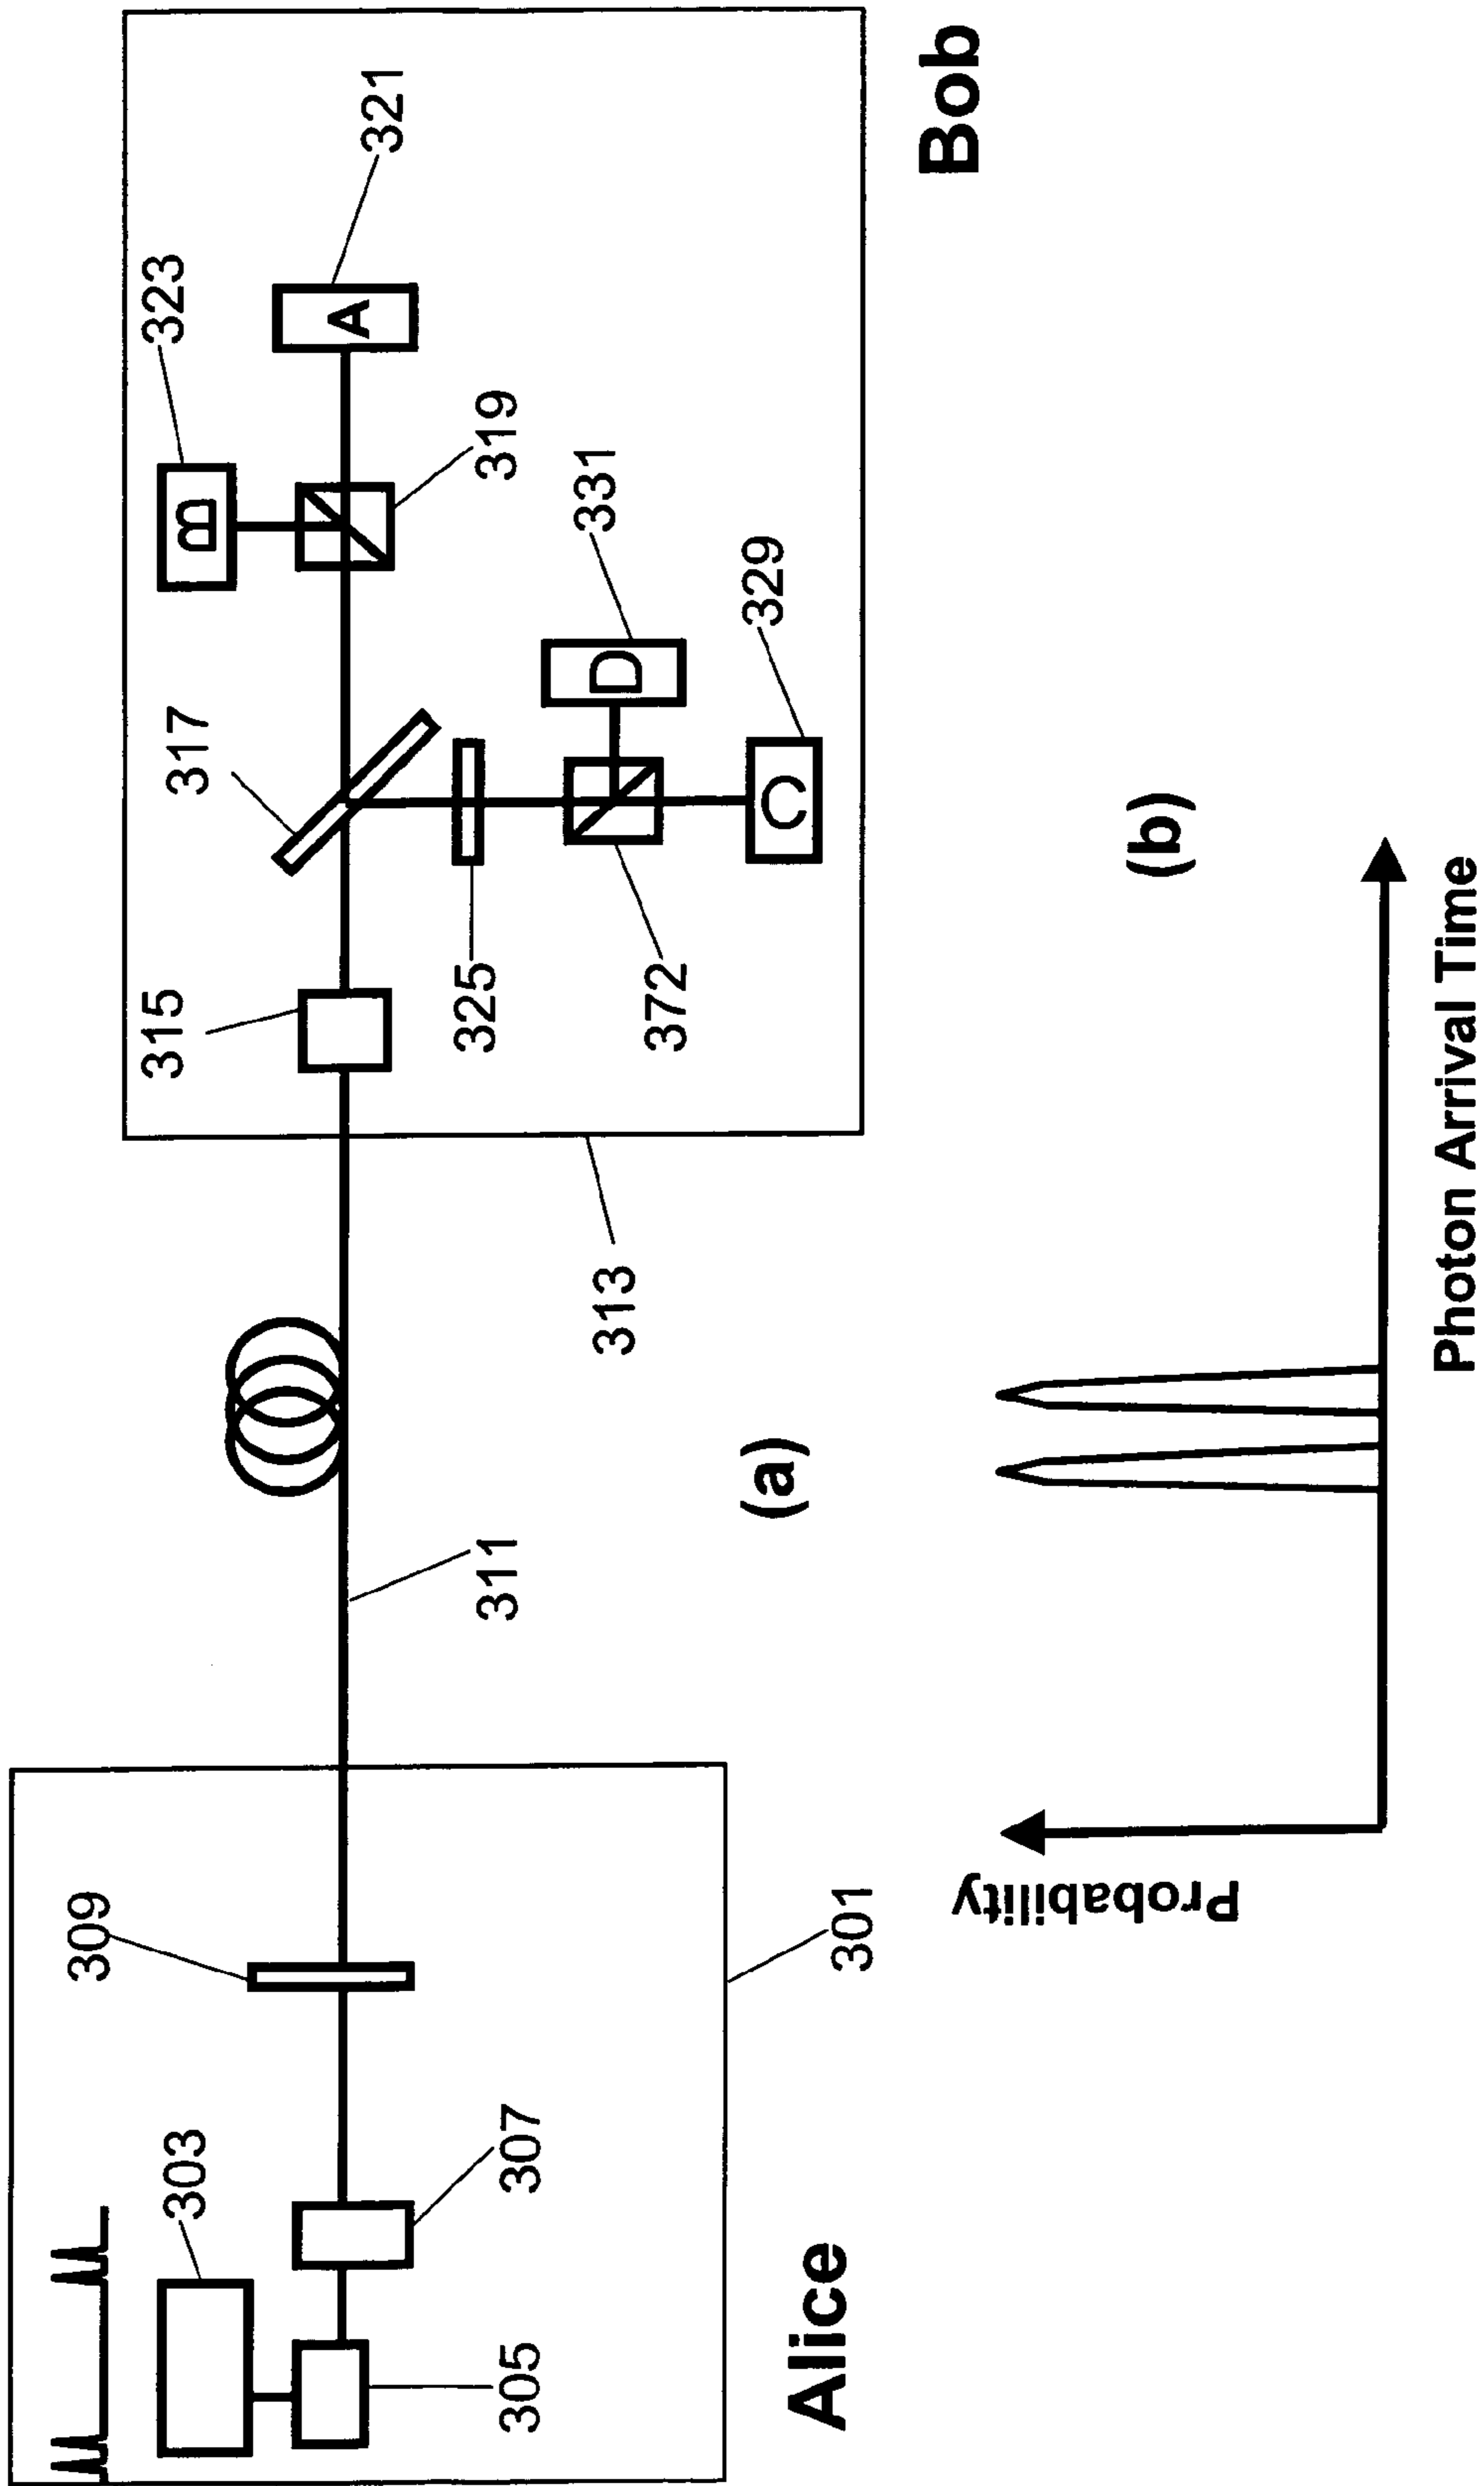 303
305
307
309
Alice
301
311
(a)
313
315
317
325
372
323
B
319
A
321
D
331
C
329
Bob
Probability
(b)
Photon Arrival Time